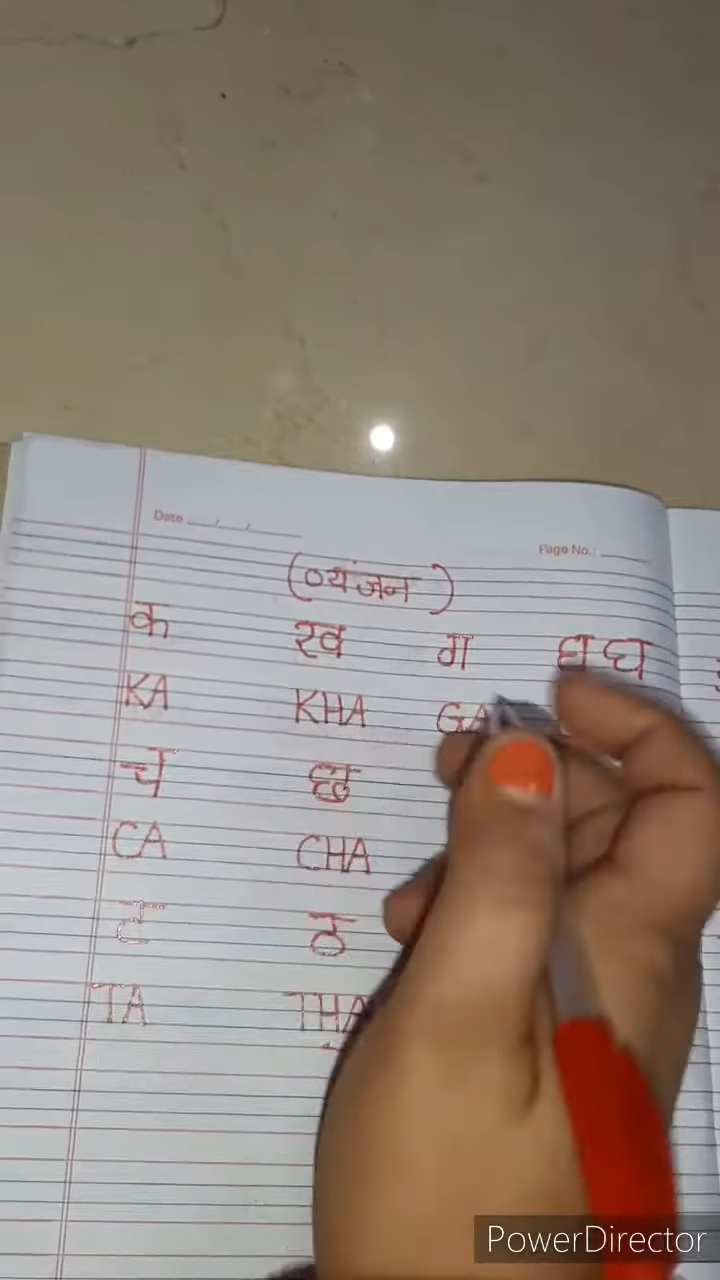 Date
Page No.:
(व्यंजन)
क ख ग घ घ
KA KHA GA
च छ
CA CHA
ट ठ
TA THA
PowerDirector